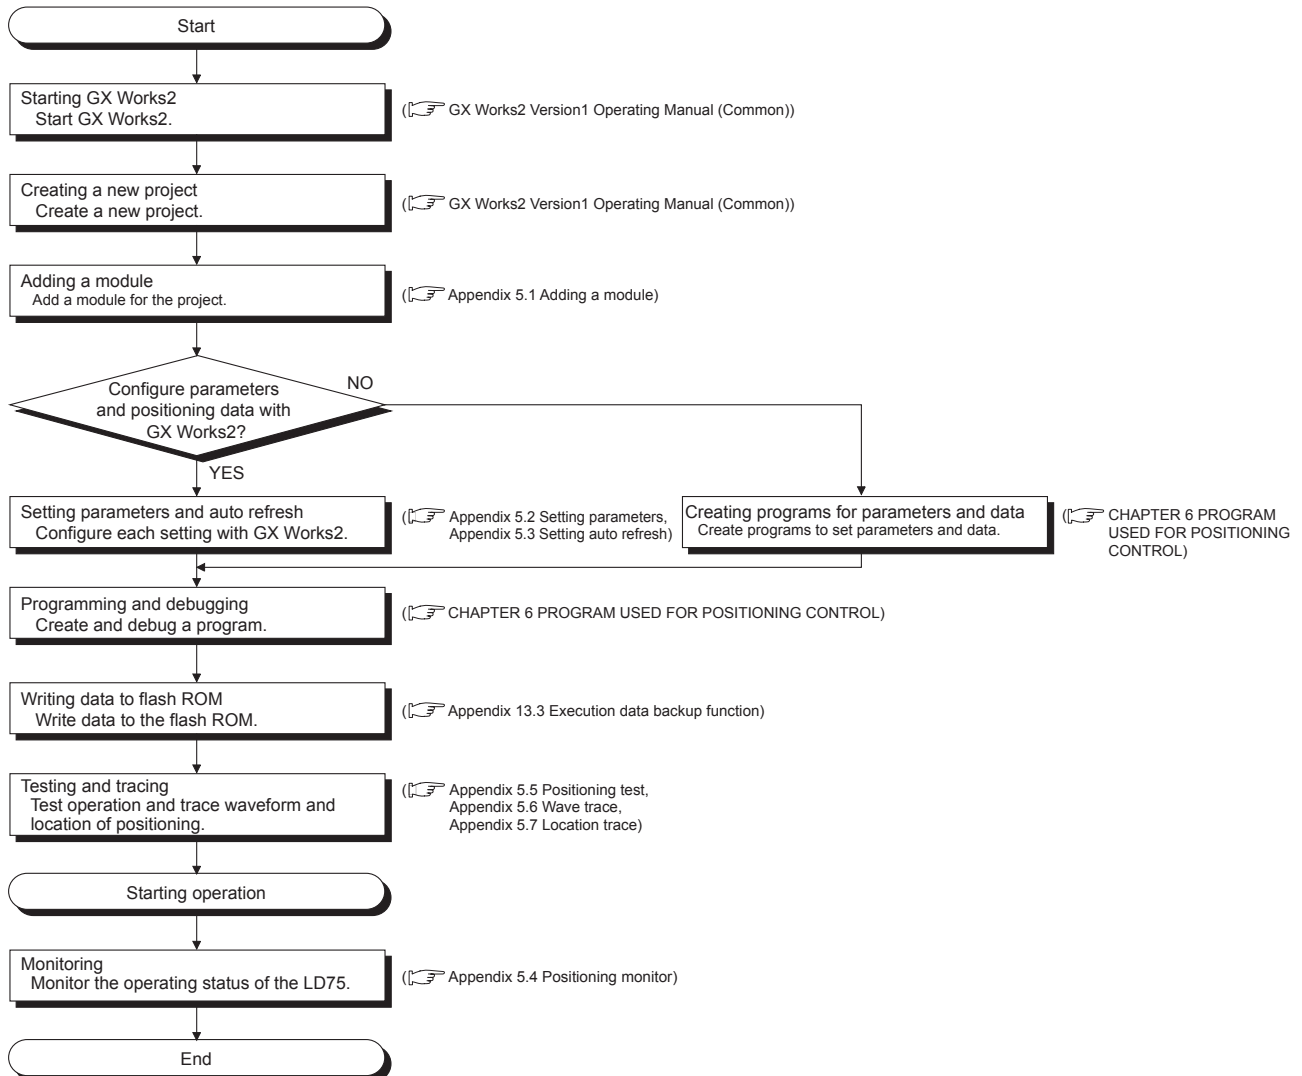 Start
Starting GX Works2
Start GX Works2.
( GX Works2 Version1 Operating Manual (Common))
Creating a new project
Create a new project.
( GX Works2 Version1 Operating Manual (Common))
Adding a module
Add a module for the project.
( Appendix 5.1 Adding a module)
Configure parameters
and positioning data with
GX Works2?
NO
YES
Setting parameters and auto refresh
Configure each setting with GX Works2.
( Appendix 5.2 Setting parameters,
Appendix 5.3 Setting auto refresh)
Creating programs for parameters and data
Create programs to set parameters and data.
( CHAPTER 6 PROGRAM
USED FOR POSITIONING
CONTROL)
Programming and debugging
Create and debug a program.
( CHAPTER 6 PROGRAM USED FOR POSITIONING CONTROL)
Writing data to flash ROM
Write data to the flash ROM.
( Appendix 13.3 Execution data backup function)
Testing and tracing
Test operation and trace waveform and
location of positioning.
( Appendix 5.5 Positioning test,
Appendix 5.6 Wave trace,
Appendix 5.7 Location trace)
Starting operation
Monitoring
Monitor the operating status of the LD75.
( Appendix 5.4 Positioning monitor)
End